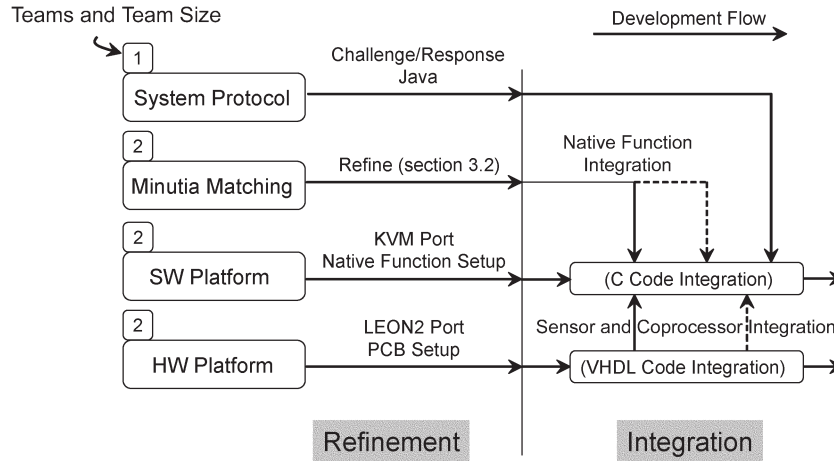 Teams and Team Size
Development Flow
1
System Protocol
Challenge/Response
Java
2
Minutia Matching
Refine (section 3.2)
Native Function
Integration
2
SW Platform
KVM Port
Native Function Setup
(C Code Integration)
2
HW Platform
LEON2 Port
PCB Setup
Sensor and Coprocessor Integration
(VHDL Code Integration)
Refinement
Integration